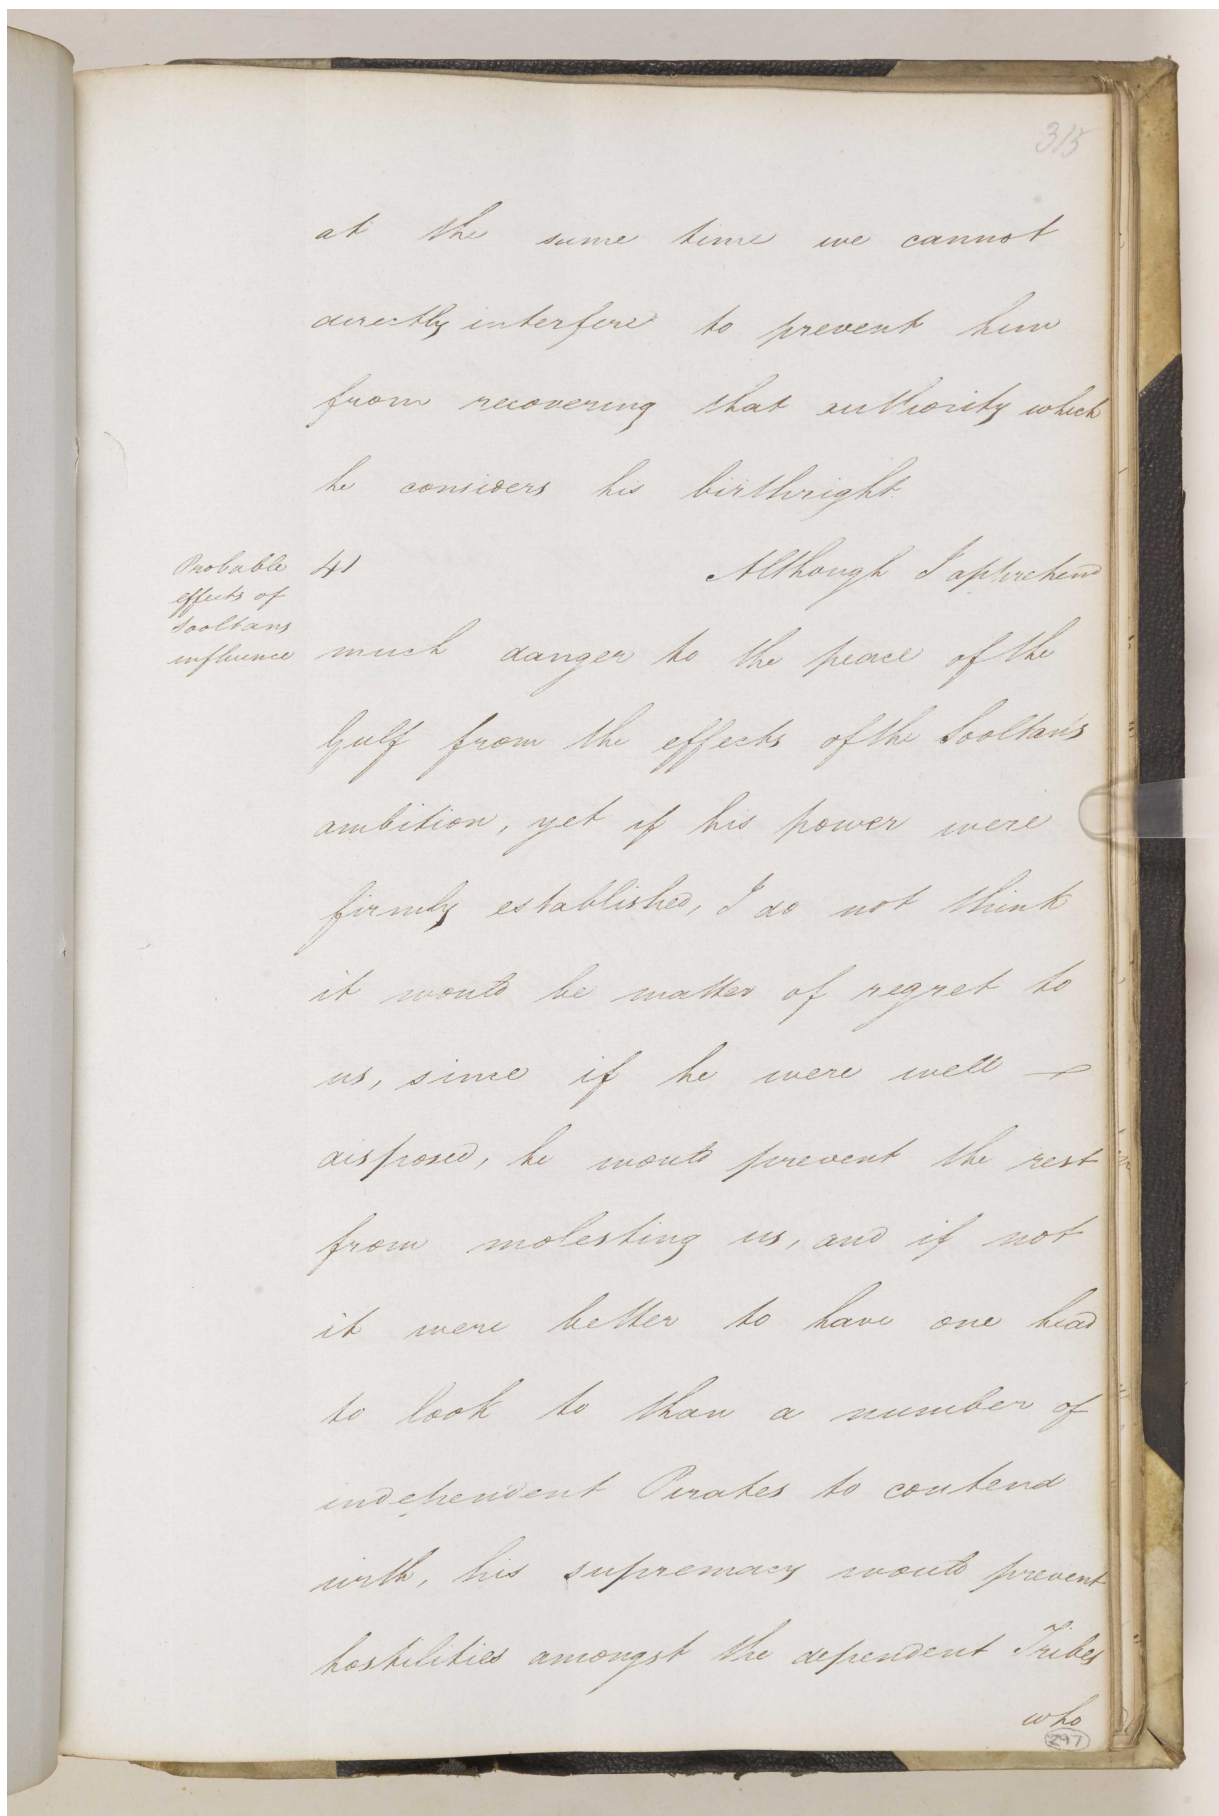 315
at the same time we cannot
directly interfere to prevent him
from recovering that authority which
he considers his birthright
Probable
effects of
Sooltans
influence
41 Although I apprehend
much danger to the peace of the
Gulf from the effects of the Sooltan's
ambition, yet if his power were
firmly established, I do not think
it would be matter of regret to
us, since if he were well
disposed, he would prevent the rest
from molesting us, and if not
it were better to have one head
to look to than a number of
independent Pirates to contend
with, his supremacy would prevent
hostilities amongst the dependent Tribes
who
297